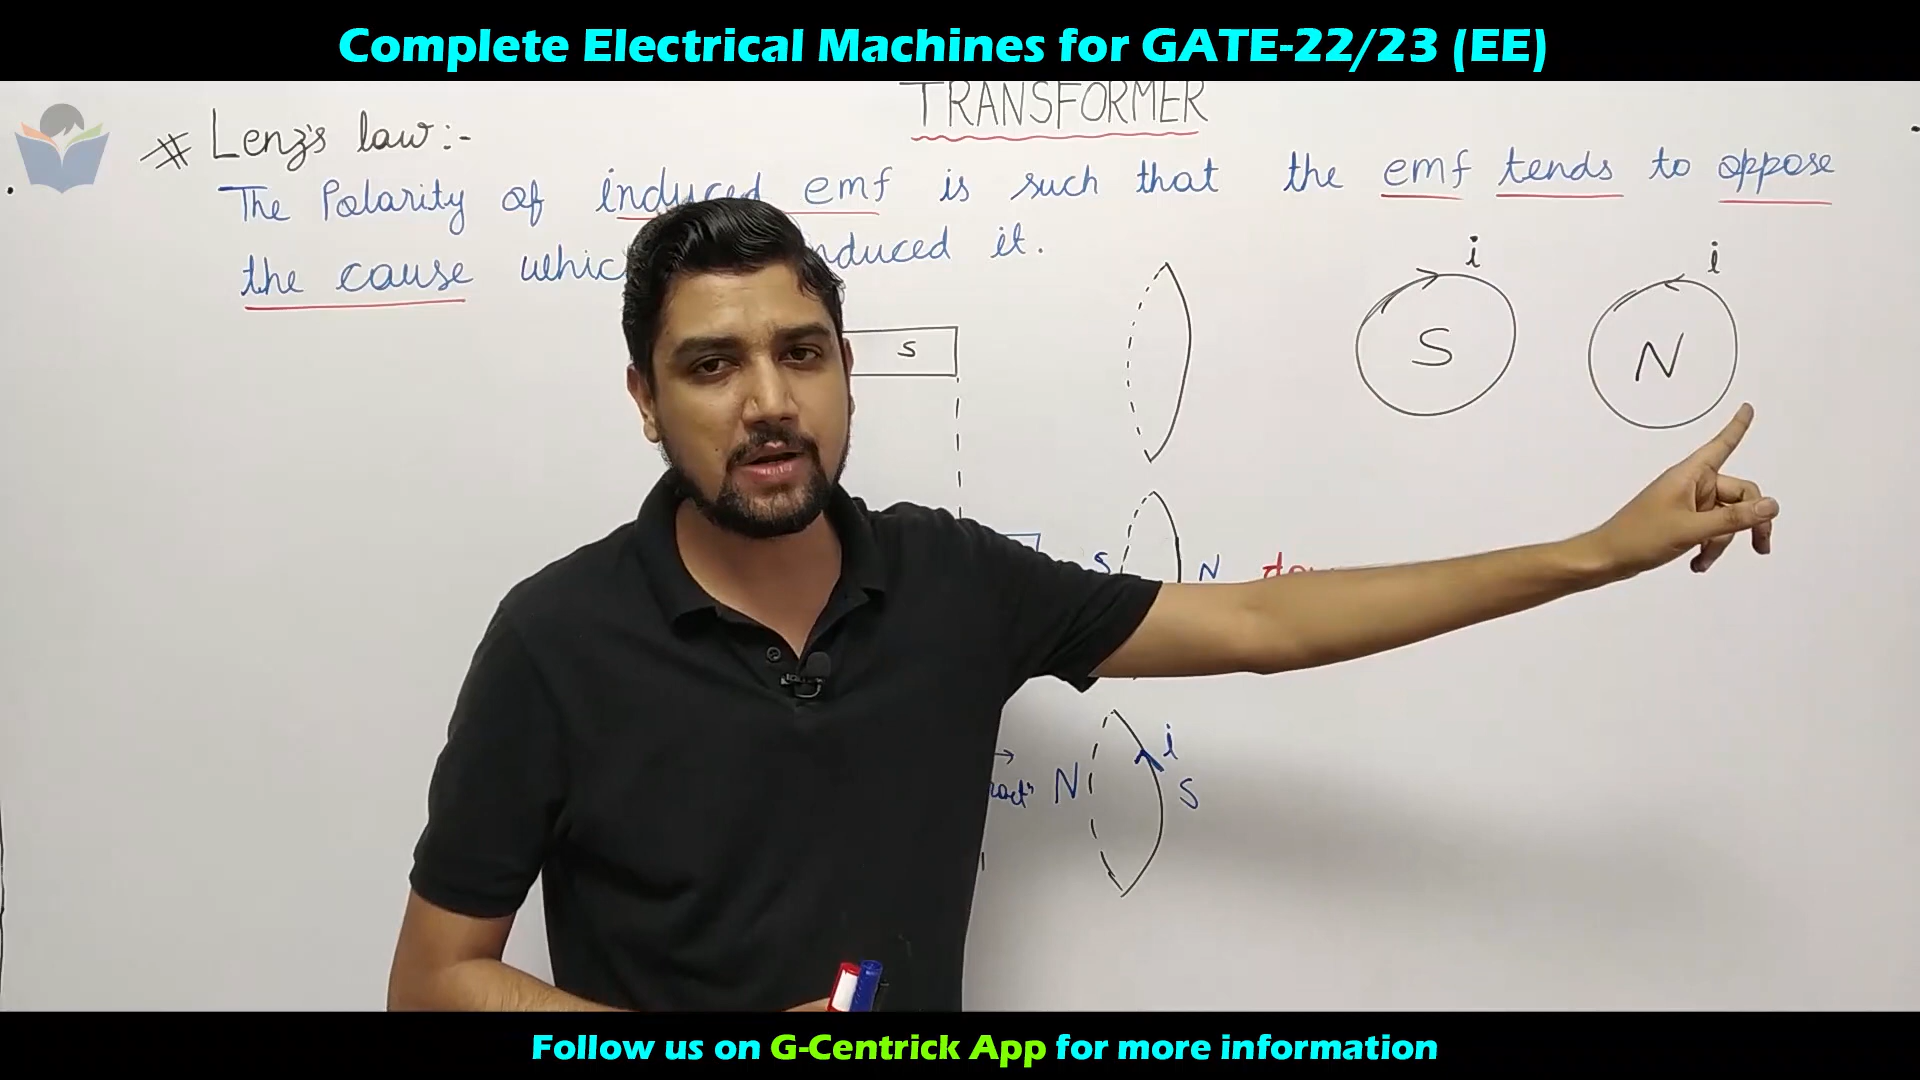 Complete Electrical Machines for GATE-22/23 (EE)
TRANSFORMER
# Lenz's law:-
The Polarity of induced emf is such that the emf tends to oppose
the cause which induced it.
i
i
S
N
S
S
N
i
N
S
Follow us on G-Centrick App for more information